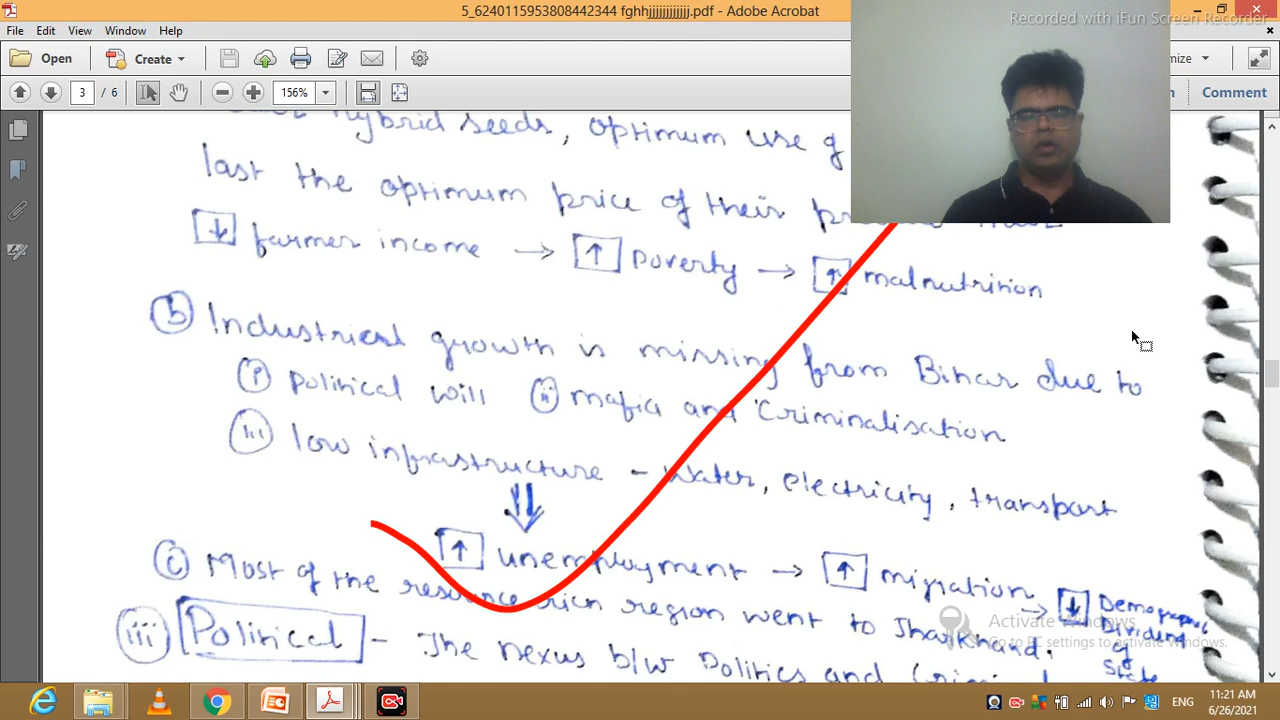 5_6240115953808442344 fghhjjjjjjjjjjjj.pdf - Adobe Acrobat
Recorded with iFun Screen Recorder
File Edit View Window Help
Open Create
3 / 6 156% Comment
hybrid seeds, optimum use of
last the optimum price of their
↓ farmer income → ↑ Poverty → ↑ malnutrition
(b) Industrial growth is missing from Bihar due to
(i) political will (ii) mafia and Criminalisation
(iii) low infrastructure - Water, electricity, transport
⇓
↑ unemployment → ↑ migration → ↓ Demographic Dividing of State
(c) Most of the resource rich region went to Jharkhand.
(iii) Political - The nexus b/w Politics and
Activate Windows
Go to PC settings to activate Windows.
ENG
11:21 AM
6/26/2021